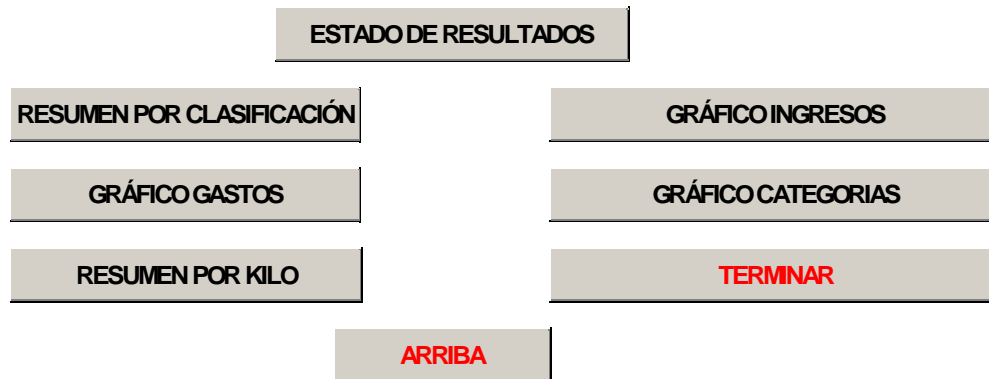 ESTADO DE RESULTADOS
RESUMEN POR CLASIFICACIÓN
GRÁFICO INGRESOS
GRÁFICO GASTOS
GRÁFICO CATEGORIAS
RESUMEN POR KILO
TERMINAR
ARRIBA